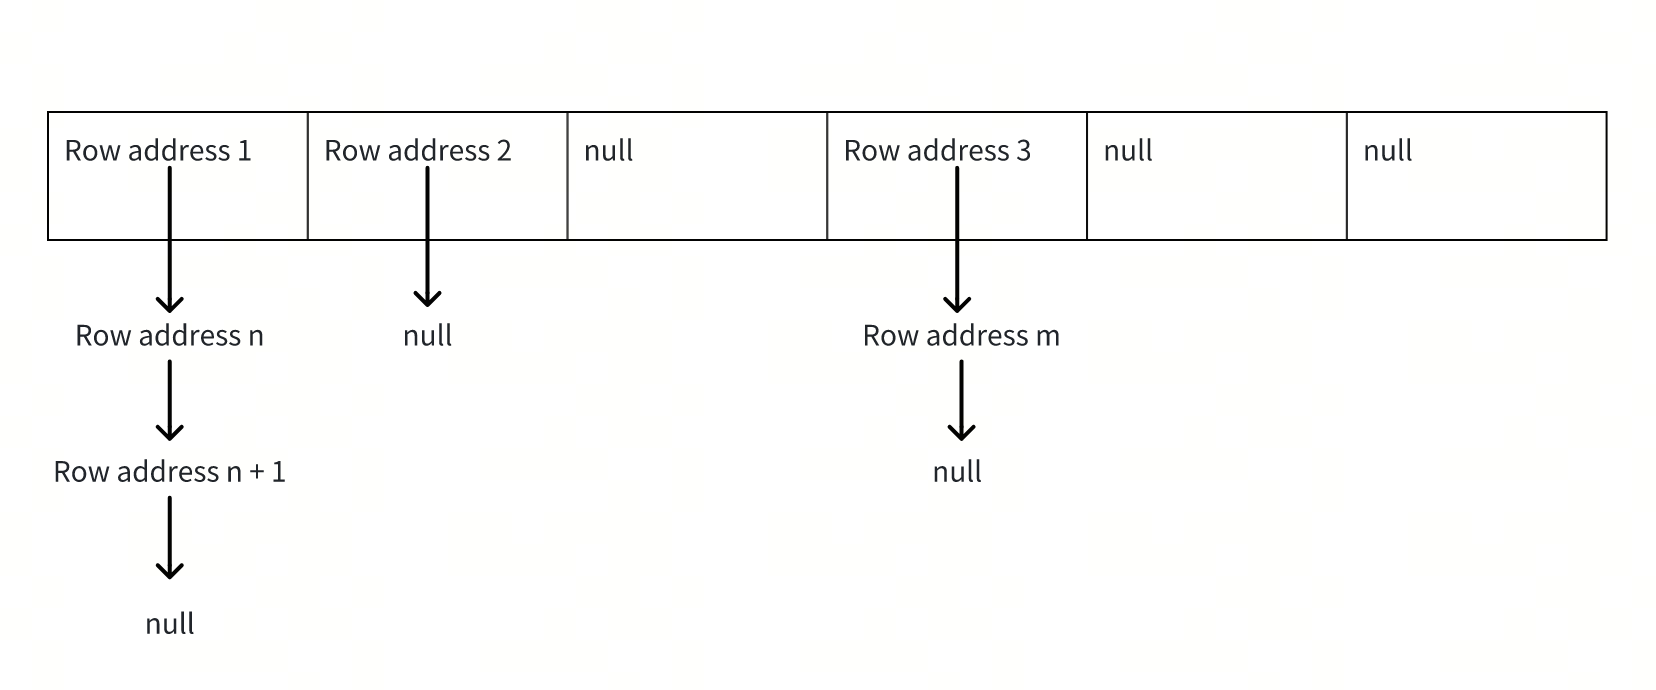 Row address 1
Row address 2
null
Row address 3
null
null
Row address n
null
Row address m
Row address n + 1
null
null